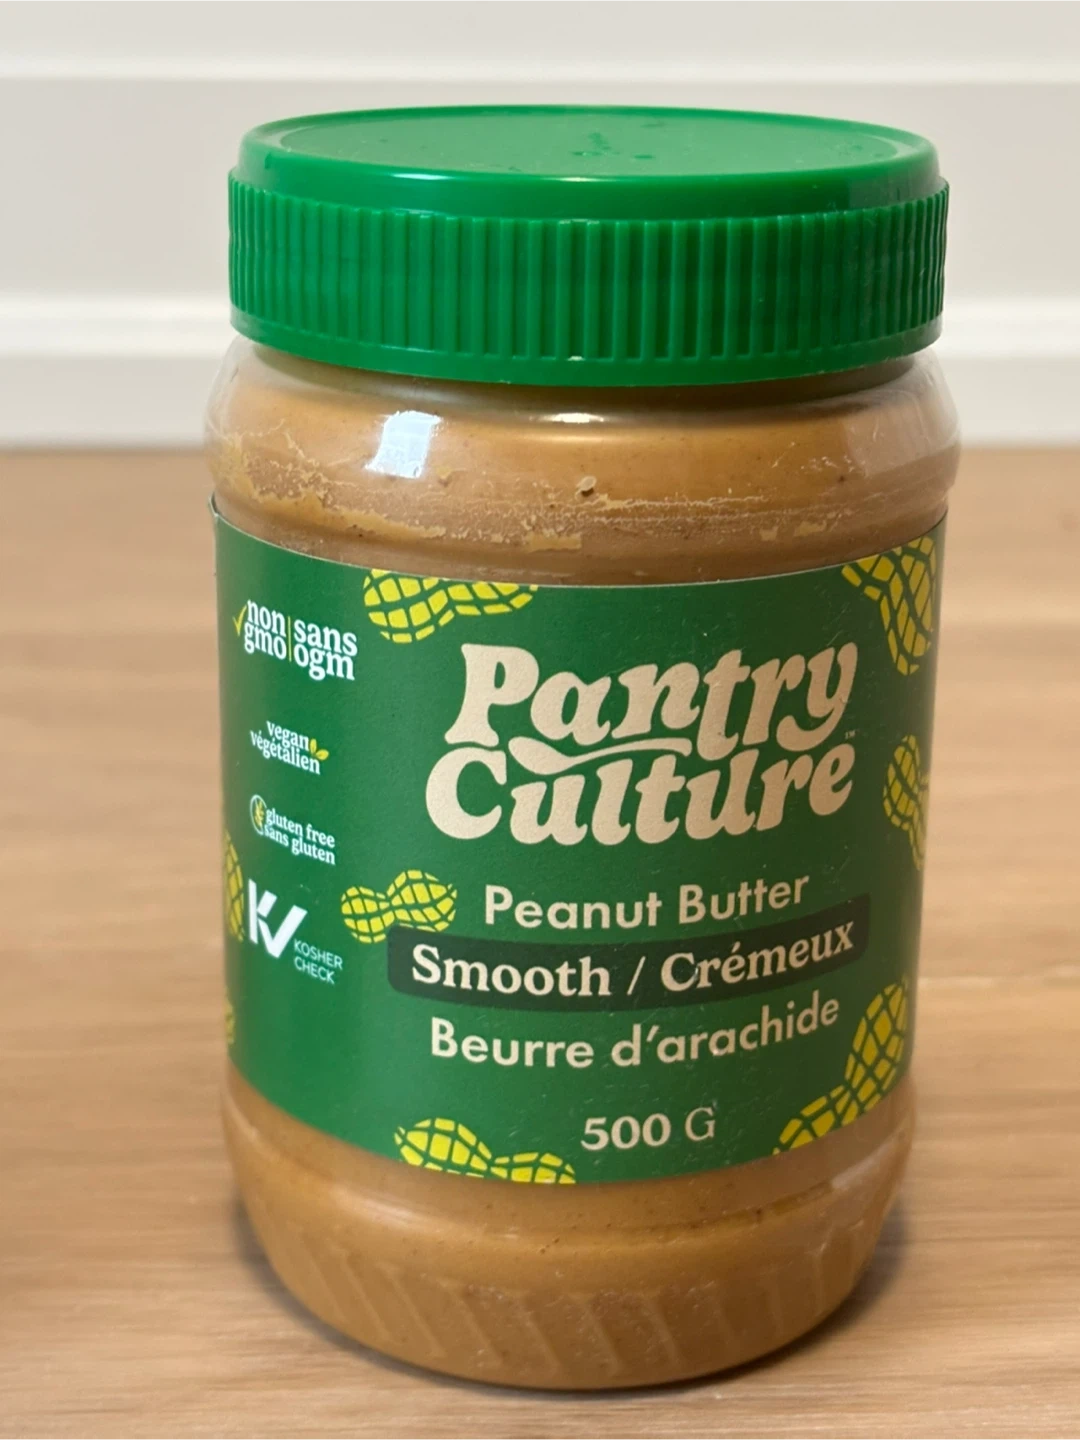 non | sans
gmo | ogm
vegan
végétalien
gluten free
sans gluten
KOSHER
CHECK
Pantry
Culture™
Peanut Butter
Smooth / Crémeux
Beurre d'arachide
500 G